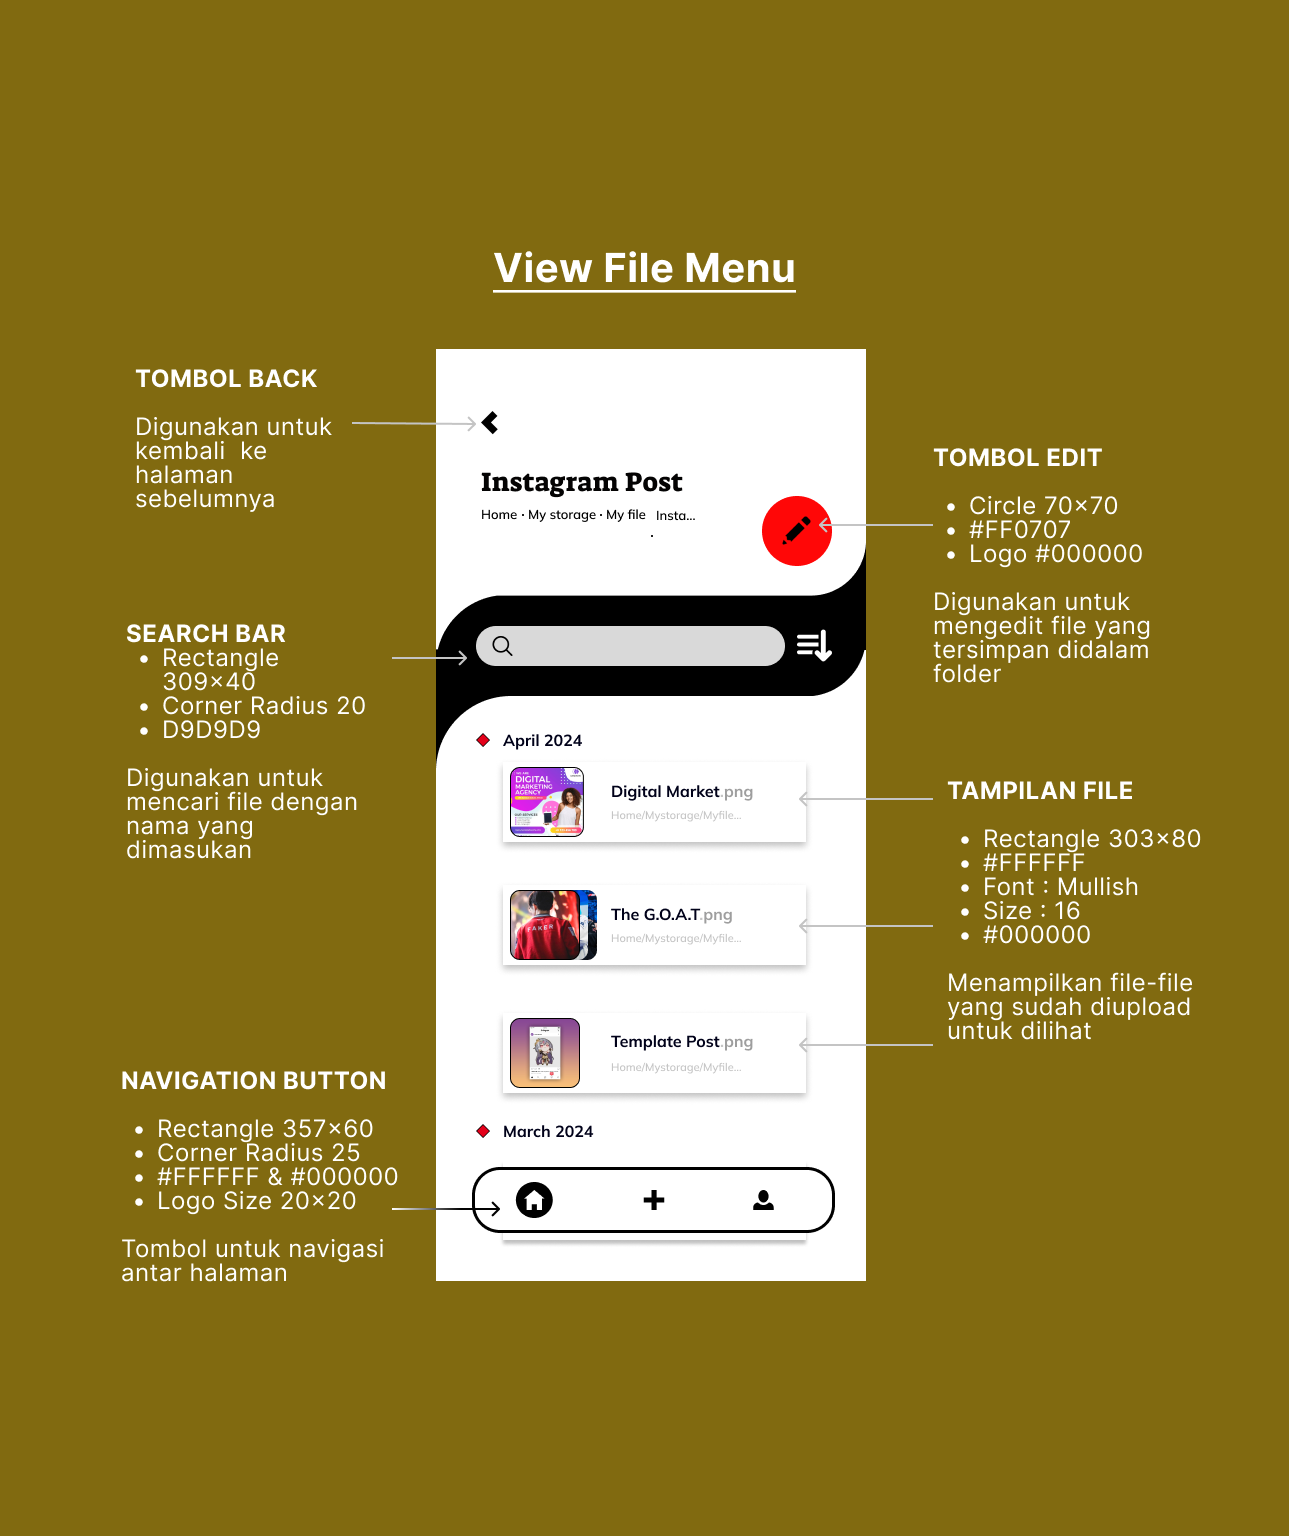 View File Menu
TOMBOL BACK
Digunakan untuk
kembali  ke
halaman
sebelumnya
SEARCH BAR
• Rectangle
309×40
• Corner Radius 20
• D9D9D9
Digunakan untuk
mencari file dengan
nama yang
dimasukan
NAVIGATION BUTTON
• Rectangle 357×60
• Corner Radius 25
• #FFFFFF & #000000
• Logo Size 20×20
Tombol untuk navigasi
antar halaman
Instagram Post
Home · My storage · My file · Insta...
April 2024
DIGITAL
MARKETING
AGENCY
Digital Market.png
Home/Mystorage/Myfile...
FAKER
The G.O.A.T.png
Home/Mystorage/Myfile...
Template Post.png
Home/Mystorage/Myfile...
March 2024
TOMBOL EDIT
• Circle 70×70
• #FF0707
• Logo #000000
Digunakan untuk
mengedit file yang
tersimpan didalam
folder
TAMPILAN FILE
• Rectangle 303×80
• #FFFFFF
• Font : Mullish
• Size : 16
• #000000
Menampilkan file-file
yang sudah diupload
untuk dilihat